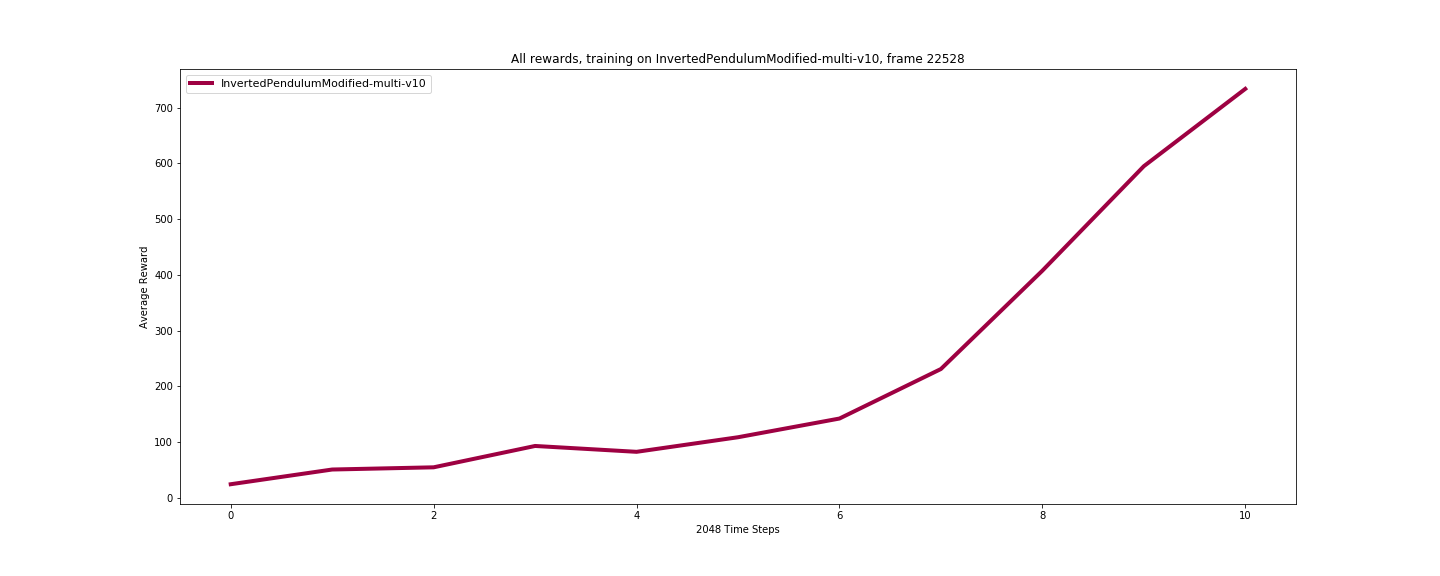 All rewards, training on InvertedPendulumModified-multi-v10, frame 22528
InvertedPendulumModified-multi-v10
700
600
500
400
300
200
100
0
Average Reward
0 2 4 6 8 10
2048 Time Steps